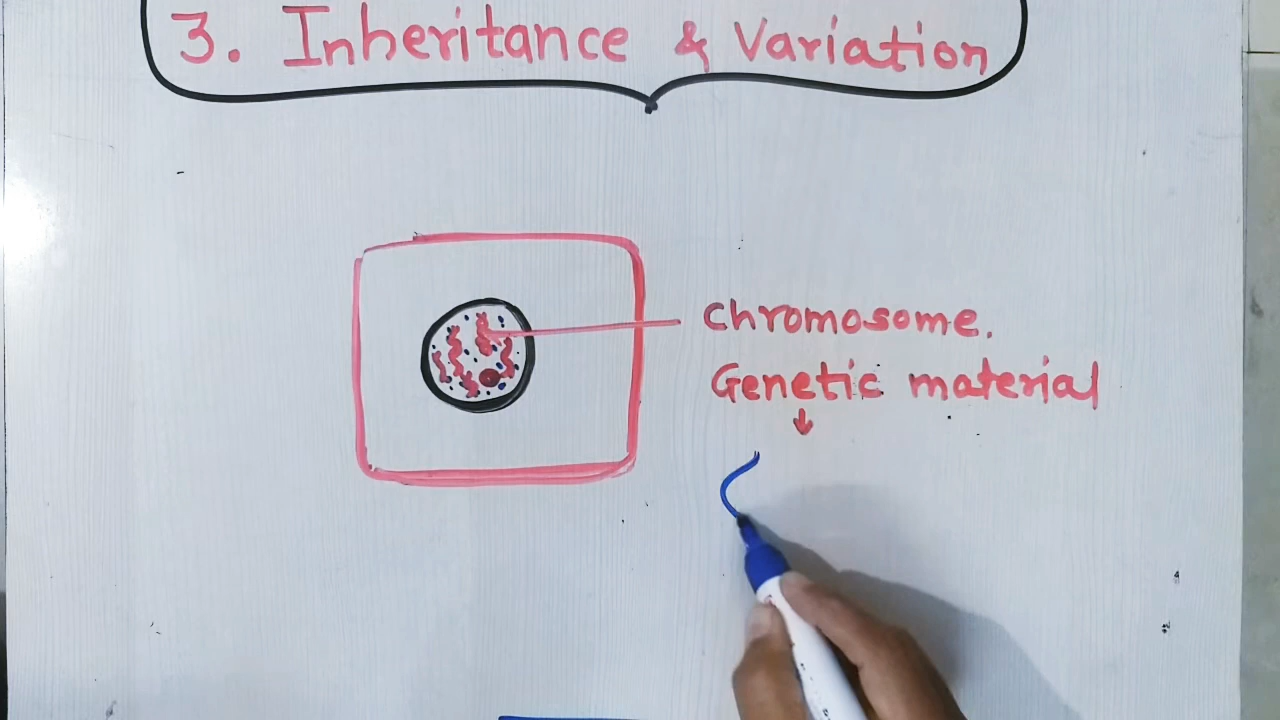 3. Inheritance & Variation
chromosome.
Genetic material